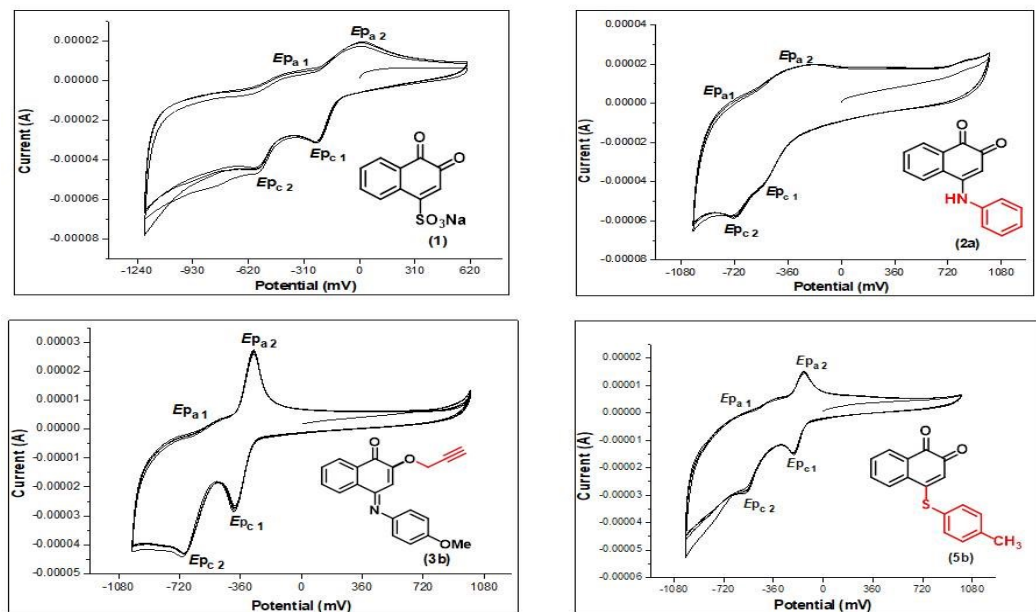 0.00002
0.00000
-0.00002
-0.00004
-0.00006
-0.00008
Current (A)
Epa 1
Epa 2
Epc 1
Epc 2
O
O
SO3Na
(1)
-1240 -930 -620 -310 0 310 620
Potential (mV)
0.00004
0.00002
0.00000
-0.00002
-0.00004
-0.00006
-0.00008
Current (A)
Epa1
Epa 2
Epc 1
Epc 2
O
O
HN
(2a)
-1080 -720 -360 0 360 720 1080
Potential (mV)
0.00003
0.00002
0.00001
0.00000
-0.00001
-0.00002
-0.00003
-0.00004
-0.00005
Current (A)
Epa 1
Epa 2
Epc 1
Epc 2
O
O
N
OMe
(3b)
-1080 -720 -360 0 360 720 1080
Potential (mV)
0.00002
0.00001
0.00000
-0.00001
-0.00002
-0.00003
-0.00004
-0.00005
-0.00006
Current (A)
Epa 1
Epa 2
Epc1
Epc 2
O
O
S
CH3
(5b)
-1080 -720 -360 0 360 720 1080
Potential (mV)